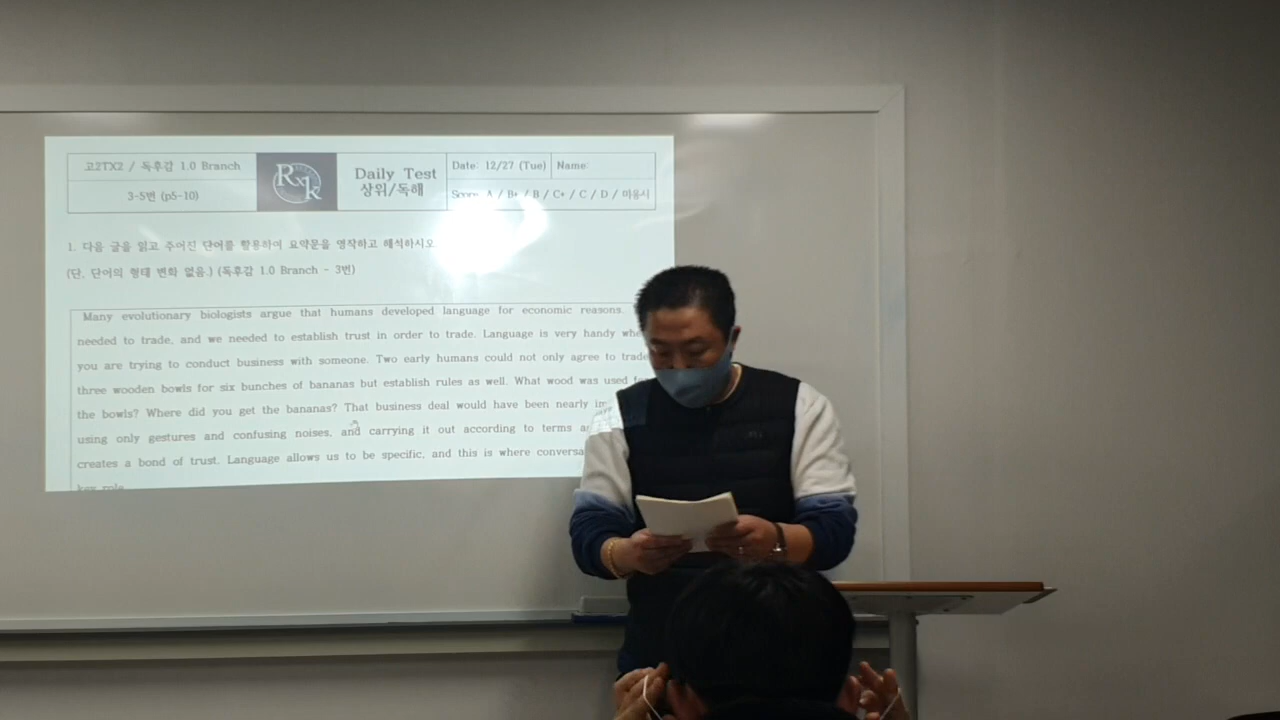 고2TX2 / 독후감 1.0 Branch
3-5번 (p5-10)
RxK
Daily Test
상위/독해
Date: 12/27 (Tue) Name:
Score: A / B+ / B / C+ / C / D / 미응시
1. 다음 글을 읽고 주어진 단어를 활용하여 요약문을 영작하고 해석하시오
(단, 단어의 형태 변화 없음.) (독후감 1.0 Branch - 3번)
Many evolutionary biologists argue that humans developed language for economic reasons.
needed to trade, and we needed to establish trust in order to trade. Language is very handy
you are trying to conduct business with someone. Two early humans could not only agree to trade
three wooden bowls for six bunches of bananas but establish rules as well. What wood was used
the bowls? Where did you get the bananas? That business deal would have been nearly
using only gestures and confusing noises, and carrying it out according to terms
creates a bond of trust. Language allows us to be specific, and this is where
key role